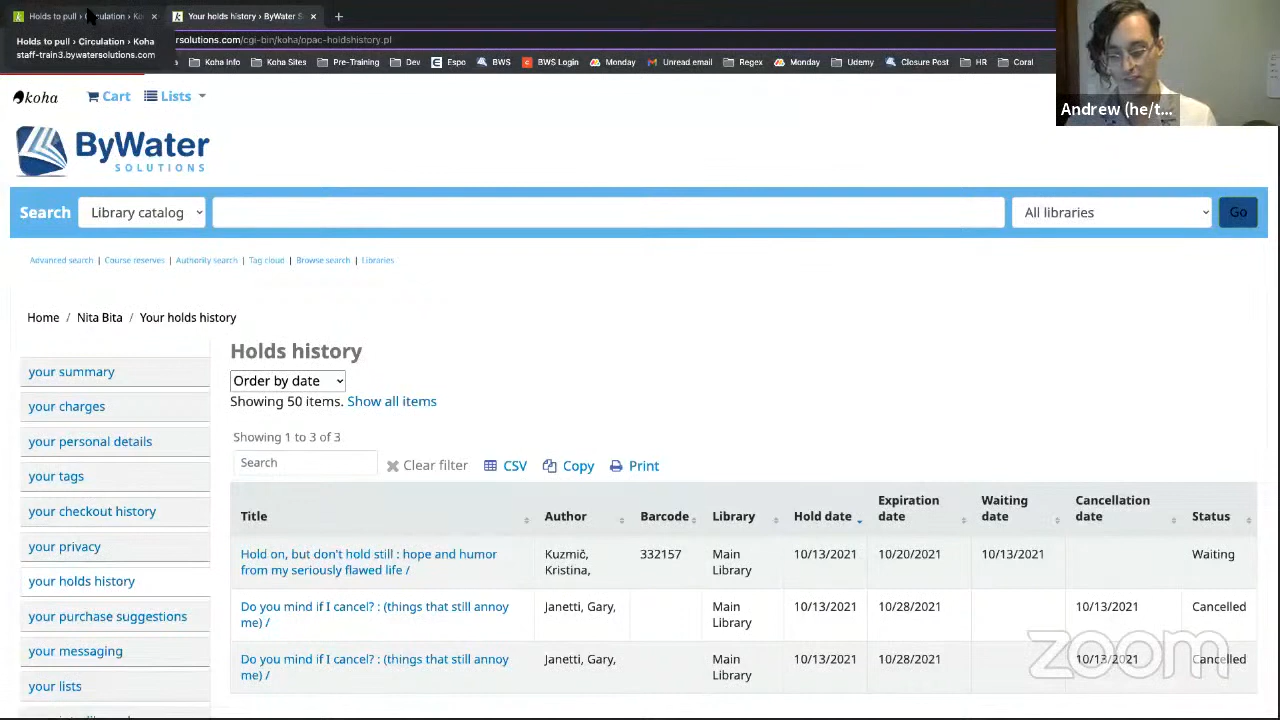 Holds to pull › Circulation › Ko
Your holds history › ByWater S
Holds to pull › Circulation › Koha
staff-train3.bywatersolutions.com
rsolutions.com/cgi-bin/koha/opac-holdshistory.pl
Koha Info
Koha Sites
Pre-Training
Dev
Espo
BWS
BWS Login
Monday
Unread email
Regex
Monday
Udemy
Closure Post
HR
Coral
Andrew (he/t...
koha
Cart
Lists
ByWater
SOLUTIONS
Search
Library catalog
All libraries
Go
Advanced search | Course reserves | Authority search | Tag cloud | Browse search | Libraries
Home / Nita Bita / Your holds history
your summary
your charges
your personal details
your tags
your checkout history
your privacy
your holds history
your purchase suggestions
your messaging
your lists
Holds history
Order by date
Showing 50 items. Show all items
Showing 1 to 3 of 3
Search
Clear filter
CSV
Copy
Print
Title Author Barcode Library Hold date Expiration date Waiting date Cancellation date Status
Hold on, but don't hold still : hope and humor Kuzmič, 332157 Main 10/13/2021 10/20/2021 10/13/2021 Waiting
from my seriously flawed life / Kristina, Library
Do you mind if I cancel? : (things that still annoy Janetti, Gary, Main 10/13/2021 10/28/2021 10/13/2021 Cancelled
me) / Library
Do you mind if I cancel? : (things that still annoy Janetti, Gary, Main 10/13/2021 10/28/2021 10/13/2021 Cancelled
me) / Library
zoom